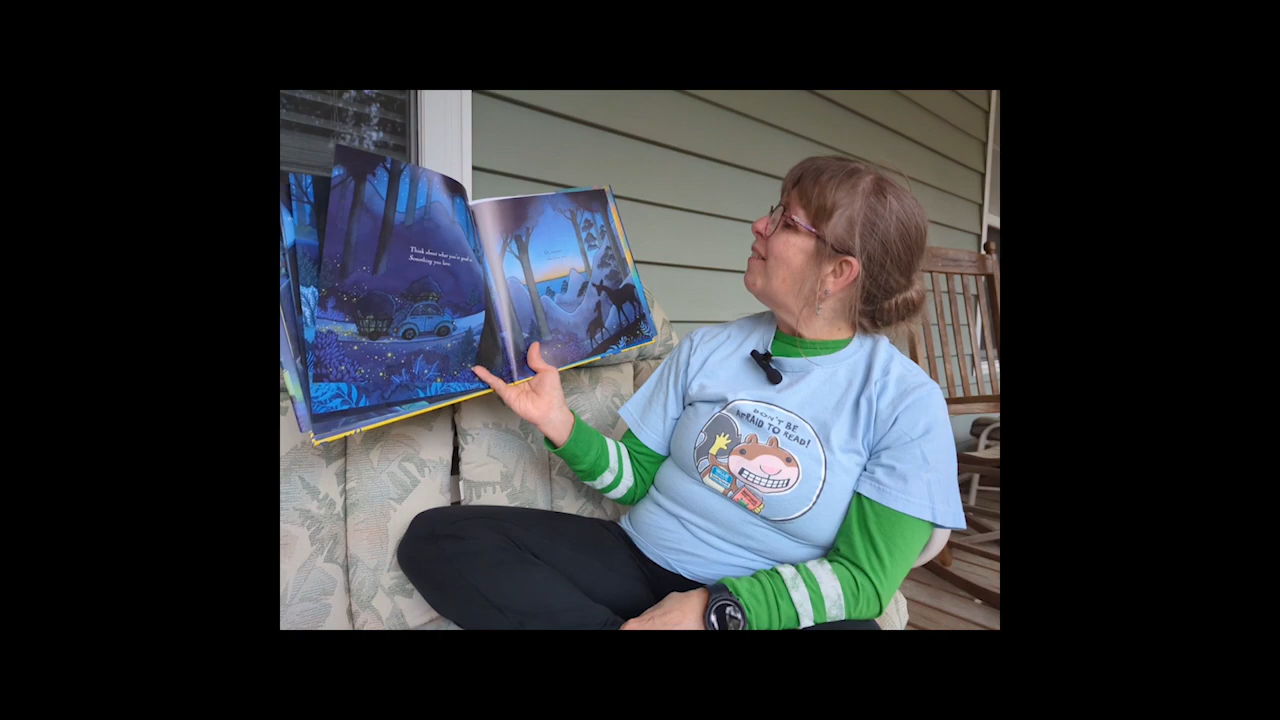 Think about what you're good at.
Something you love.
DON'T BE
AFRAID TO READ!